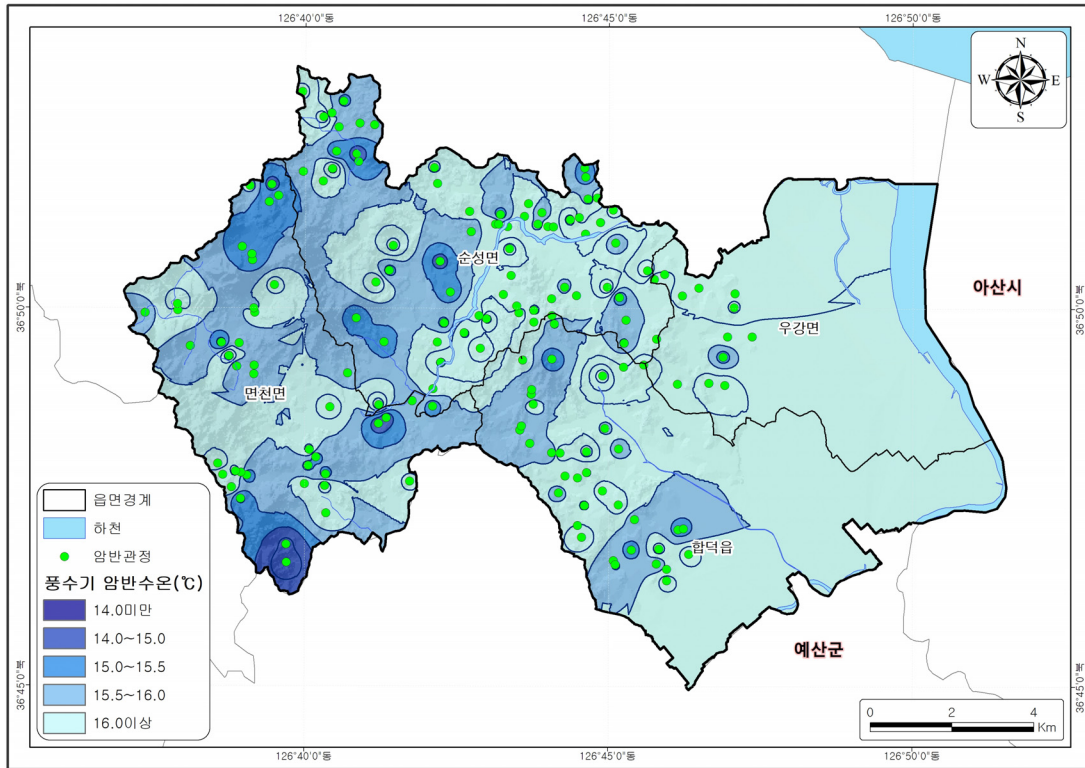 126°40'0"동
126°45'0"동
126°50'0"동
N
W
E
S
36°50'0"북
36°50'0"북
순성면
아산시
우강면
면천면
합덕읍
예산군
읍면경계
하천
암반관정
풍수기 암반수온(℃)
14.0미만
14.0~15.0
15.0~15.5
15.5~16.0
16.0이상
36°45'0"북
36°45'0"북
0 2 4
Km
126°40'0"동
126°45'0"동
126°50'0"동